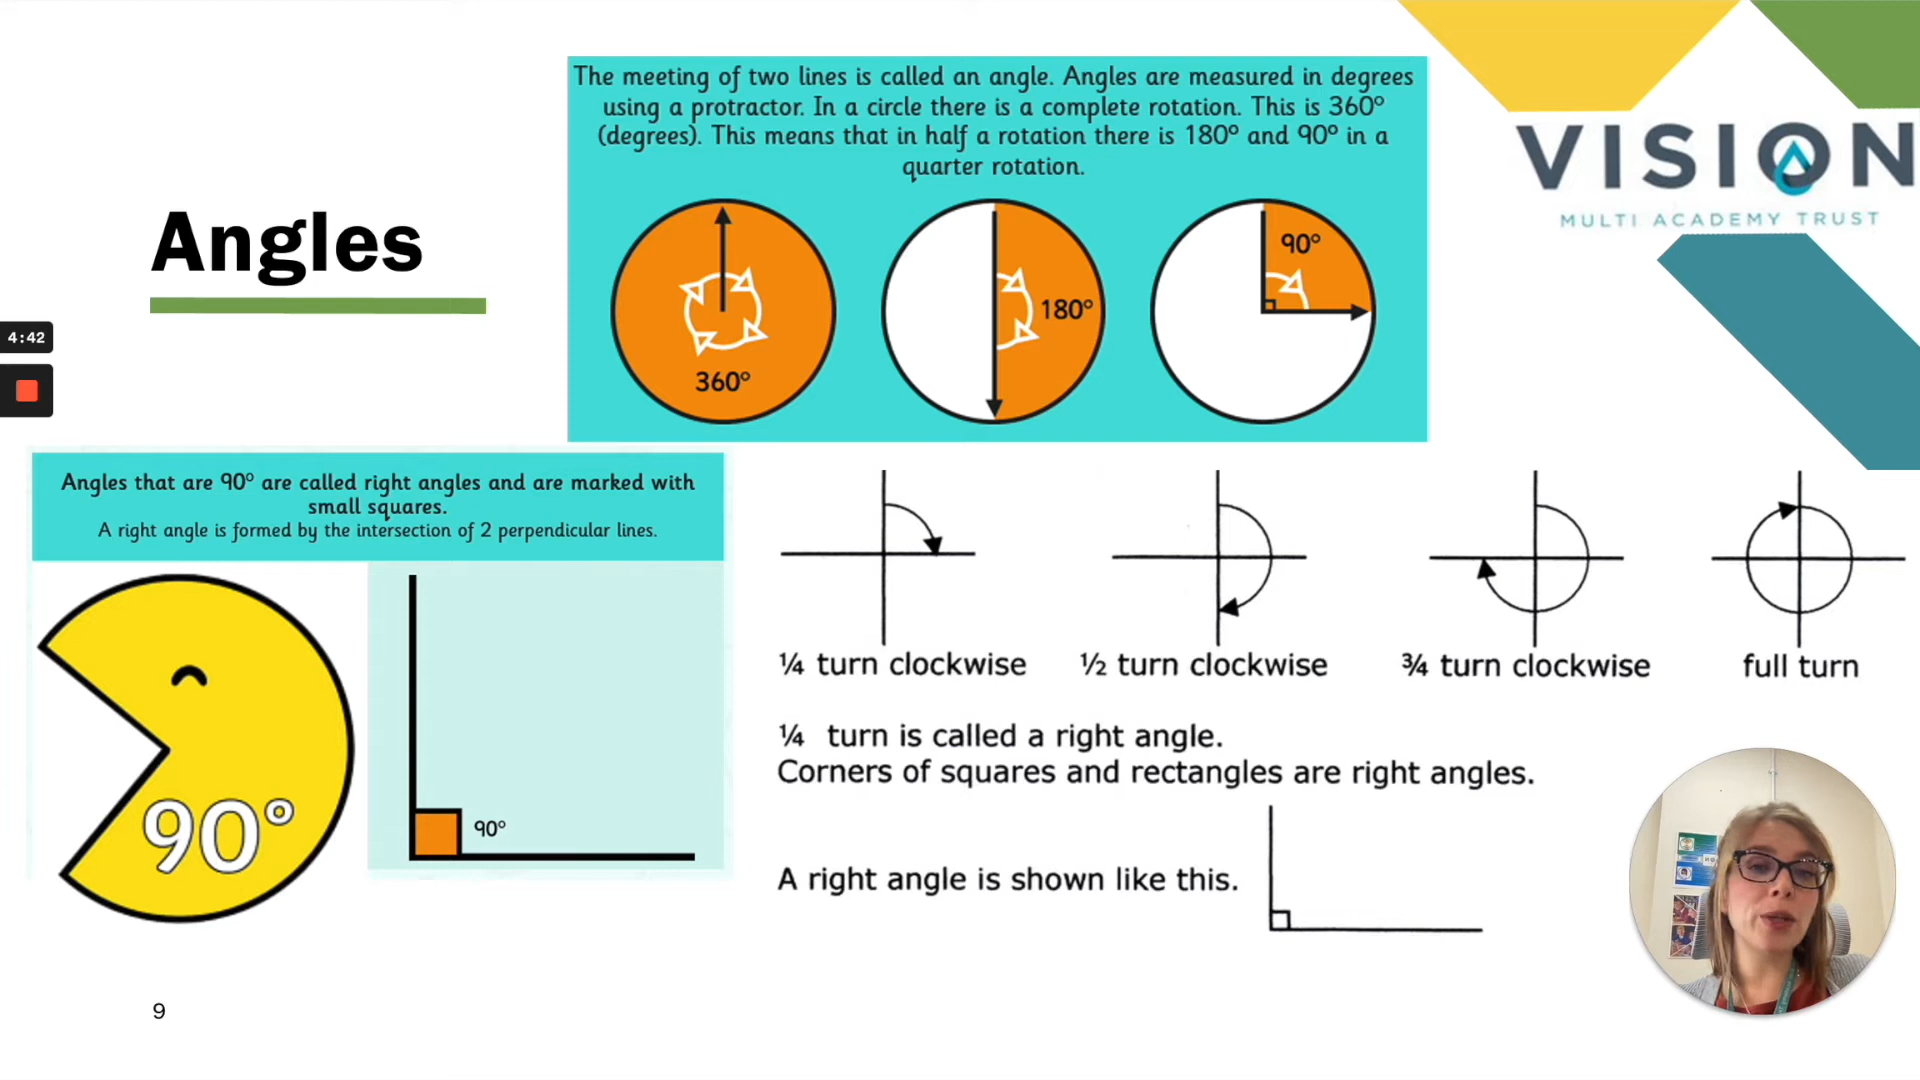 The meeting of two lines is called an angle. Angles are measured in degrees
using a protractor. In a circle there is a complete rotation. This is 360°
(degrees). This means that in half a rotation there is 180° and 90° in a
quarter rotation.
VISION
MULTI ACADEMY TRUST
Angles
360°
180°
90°
4:42
Angles that are 90° are called right angles and are marked with
small squares.
A right angle is formed by the intersection of 2 perpendicular lines.
90°
90°
¼ turn clockwise
½ turn clockwise
¾ turn clockwise
full turn
¼ turn is called a right angle.
Corners of squares and rectangles are right angles.
A right angle is shown like this.
9